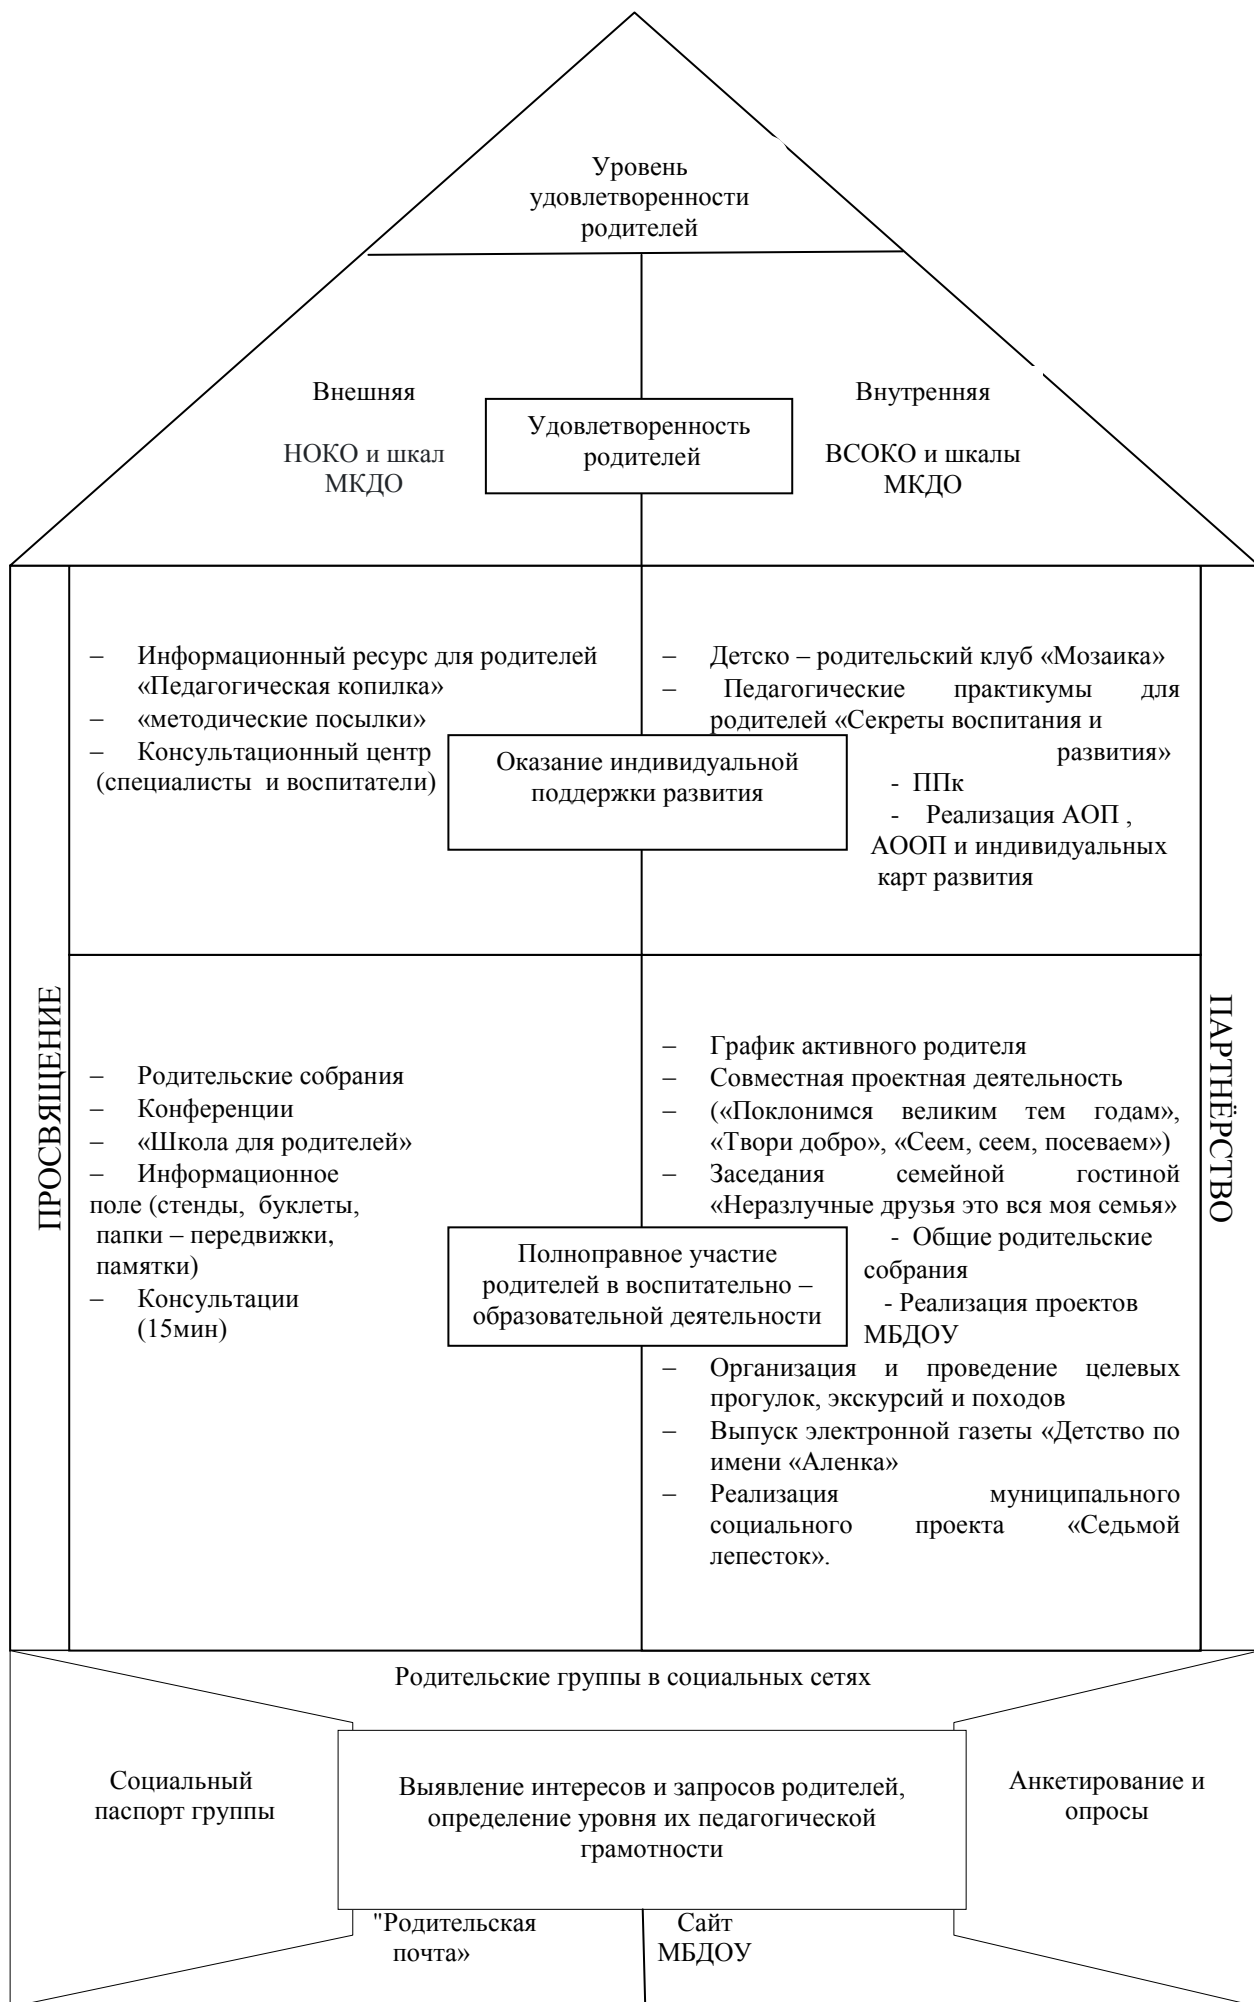 Уровень
удовлетворенности
родителей
Внешняя
НОКО и шкал
МКДО
Удовлетворенность
родителей
Внутренняя
ВСОКО и шкалы
МКДО
ПРОСВЯЩЕНИЕ
– Информационный ресурс для родителей
«Педагогическая копилка»
– «методические посылки»
– Консультационный центр
(специалисты и воспитатели)
Оказание индивидуальной
поддержки развития
– Детско – родительский клуб «Мозаика»
– Педагогические практикумы для
родителей «Секреты воспитания и
развития»
- ППк
- Реализация АОП ,
АООП и индивидуальных
карт развития
– Родительские собрания
– Конференции
– «Школа для родителей»
– Информационное
поле (стенды, буклеты,
папки – передвижки,
памятки)
– Консультации
(15мин)
Полноправное участие
родителей в воспитательно –
образовательной деятельности
– График активного родителя
– Совместная проектная деятельность
– («Поклонимся великим тем годам»,
«Твори добро», «Сеем, сеем, посеваем»)
– Заседания семейной гостиной
«Неразлучные друзья это вся моя семья»
- Общие родительские
собрания
- Реализация проектов
МБДОУ
– Организация и проведение целевых
прогулок, экскурсий и походов
– Выпуск электронной газеты «Детство по
имени «Аленка»
– Реализация муниципального
социального проекта «Седьмой
лепесток».
ПАРТНЁРСТВО
Родительские группы в социальных сетях
Социальный
паспорт группы
Выявление интересов и запросов родителей,
определение уровня их педагогической
грамотности
Анкетирование и
опросы
"Родительская
почта»
Сайт
МБДОУ